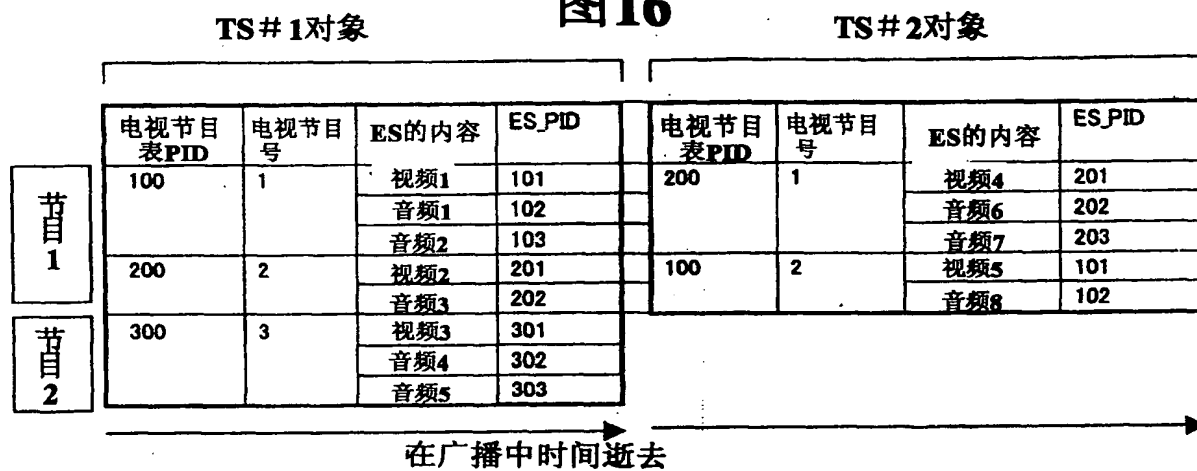 图16
TS#1对象
TS#2对象
电视节目表PID 电视节目号 ES的内容 ES_PID
电视节目表PID 电视节目号 ES的内容 ES_PID
节目1
100 1 视频1 101
200 1 视频4 201
音频1 102
音频6 202
音频2 103
音频7 203
200 2 视频2 201
100 2 视频5 101
音频3 202
音频8 102
节目2
300 3 视频3 301
音频4 302
音频5 303
在广播中时间逝去